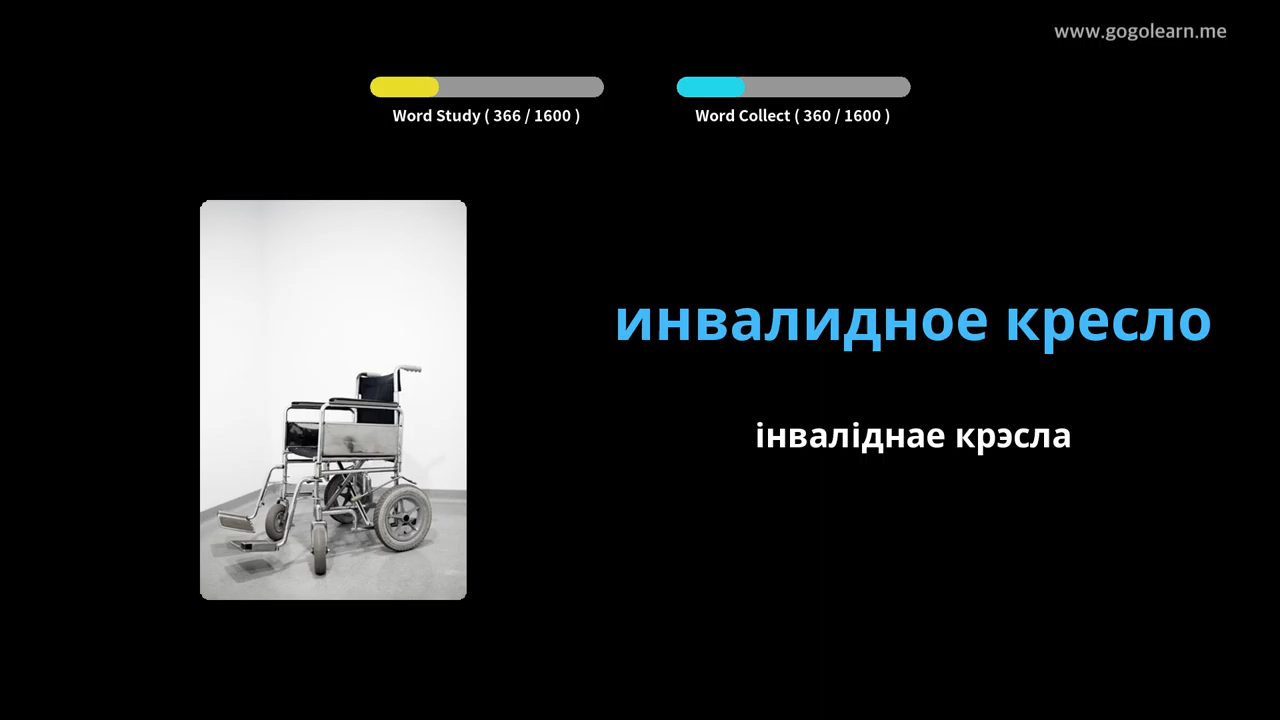 www.gogolearn.me
Word Study ( 366 / 1600 )
Word Collect ( 360 / 1600 )
инвалидное кресло
інваліднае крэсла